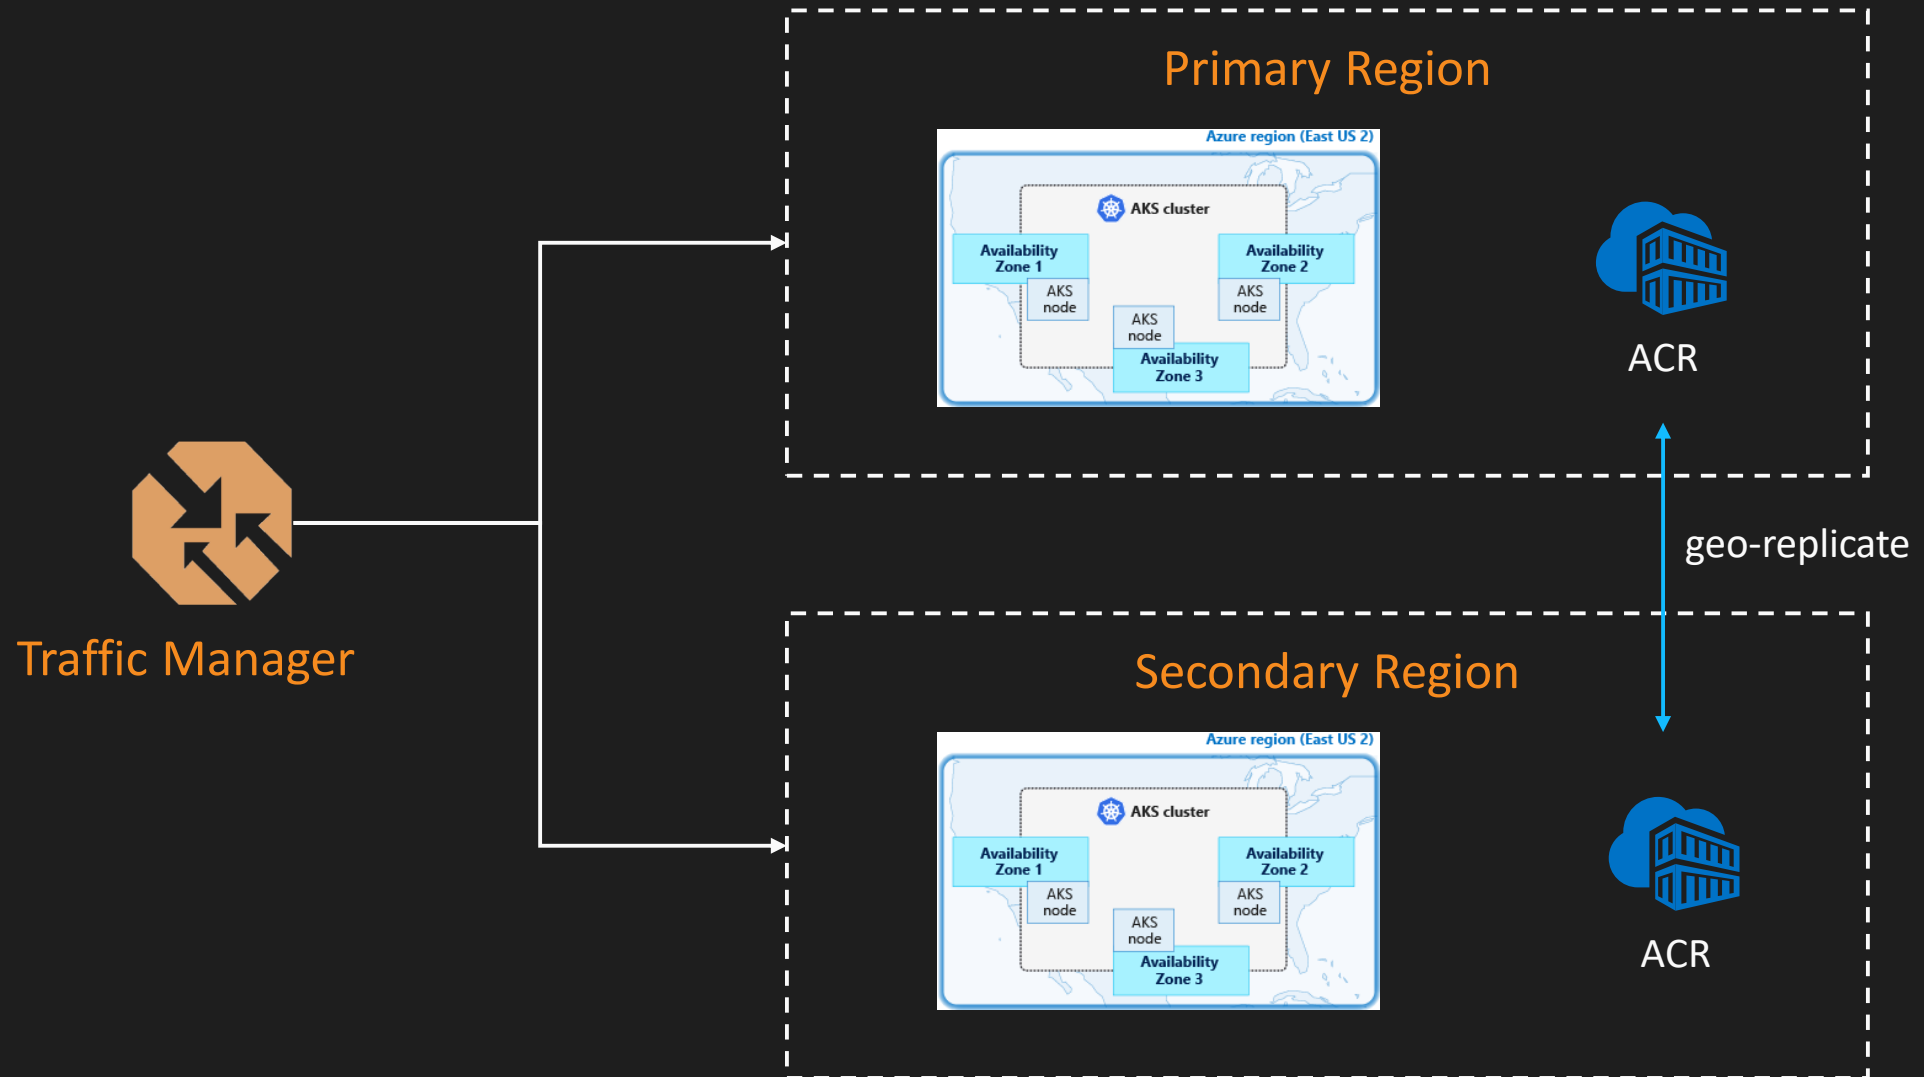 Primary Region
Azure region (East US 2)
AKS cluster
Availability
Zone 1
Availability
Zone 2
AKS
node
AKS
node
AKS
node
Availability
Zone 3
ACR
geo-replicate
Traffic Manager
Secondary Region
Azure region (East US 2)
AKS cluster
Availability
Zone 1
Availability
Zone 2
AKS
node
AKS
node
AKS
node
Availability
Zone 3
ACR